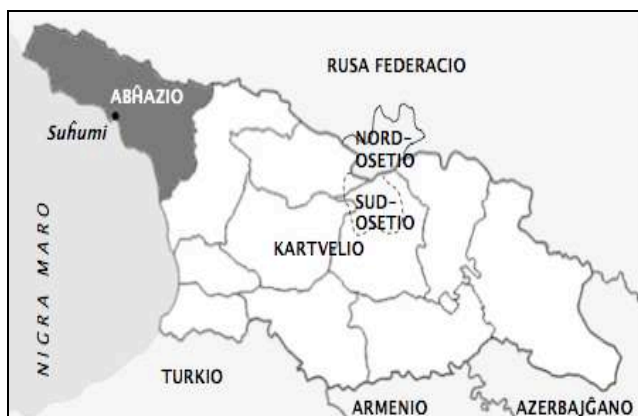 RUSA FEDERACIO
ABĤAZIO
Suĥumi
NORD-
OSETIO
SUD-
OSETIO
KARTVELIO
NIGRA MARO
TURKIO
ARMENIO
AZERBAJĜANO